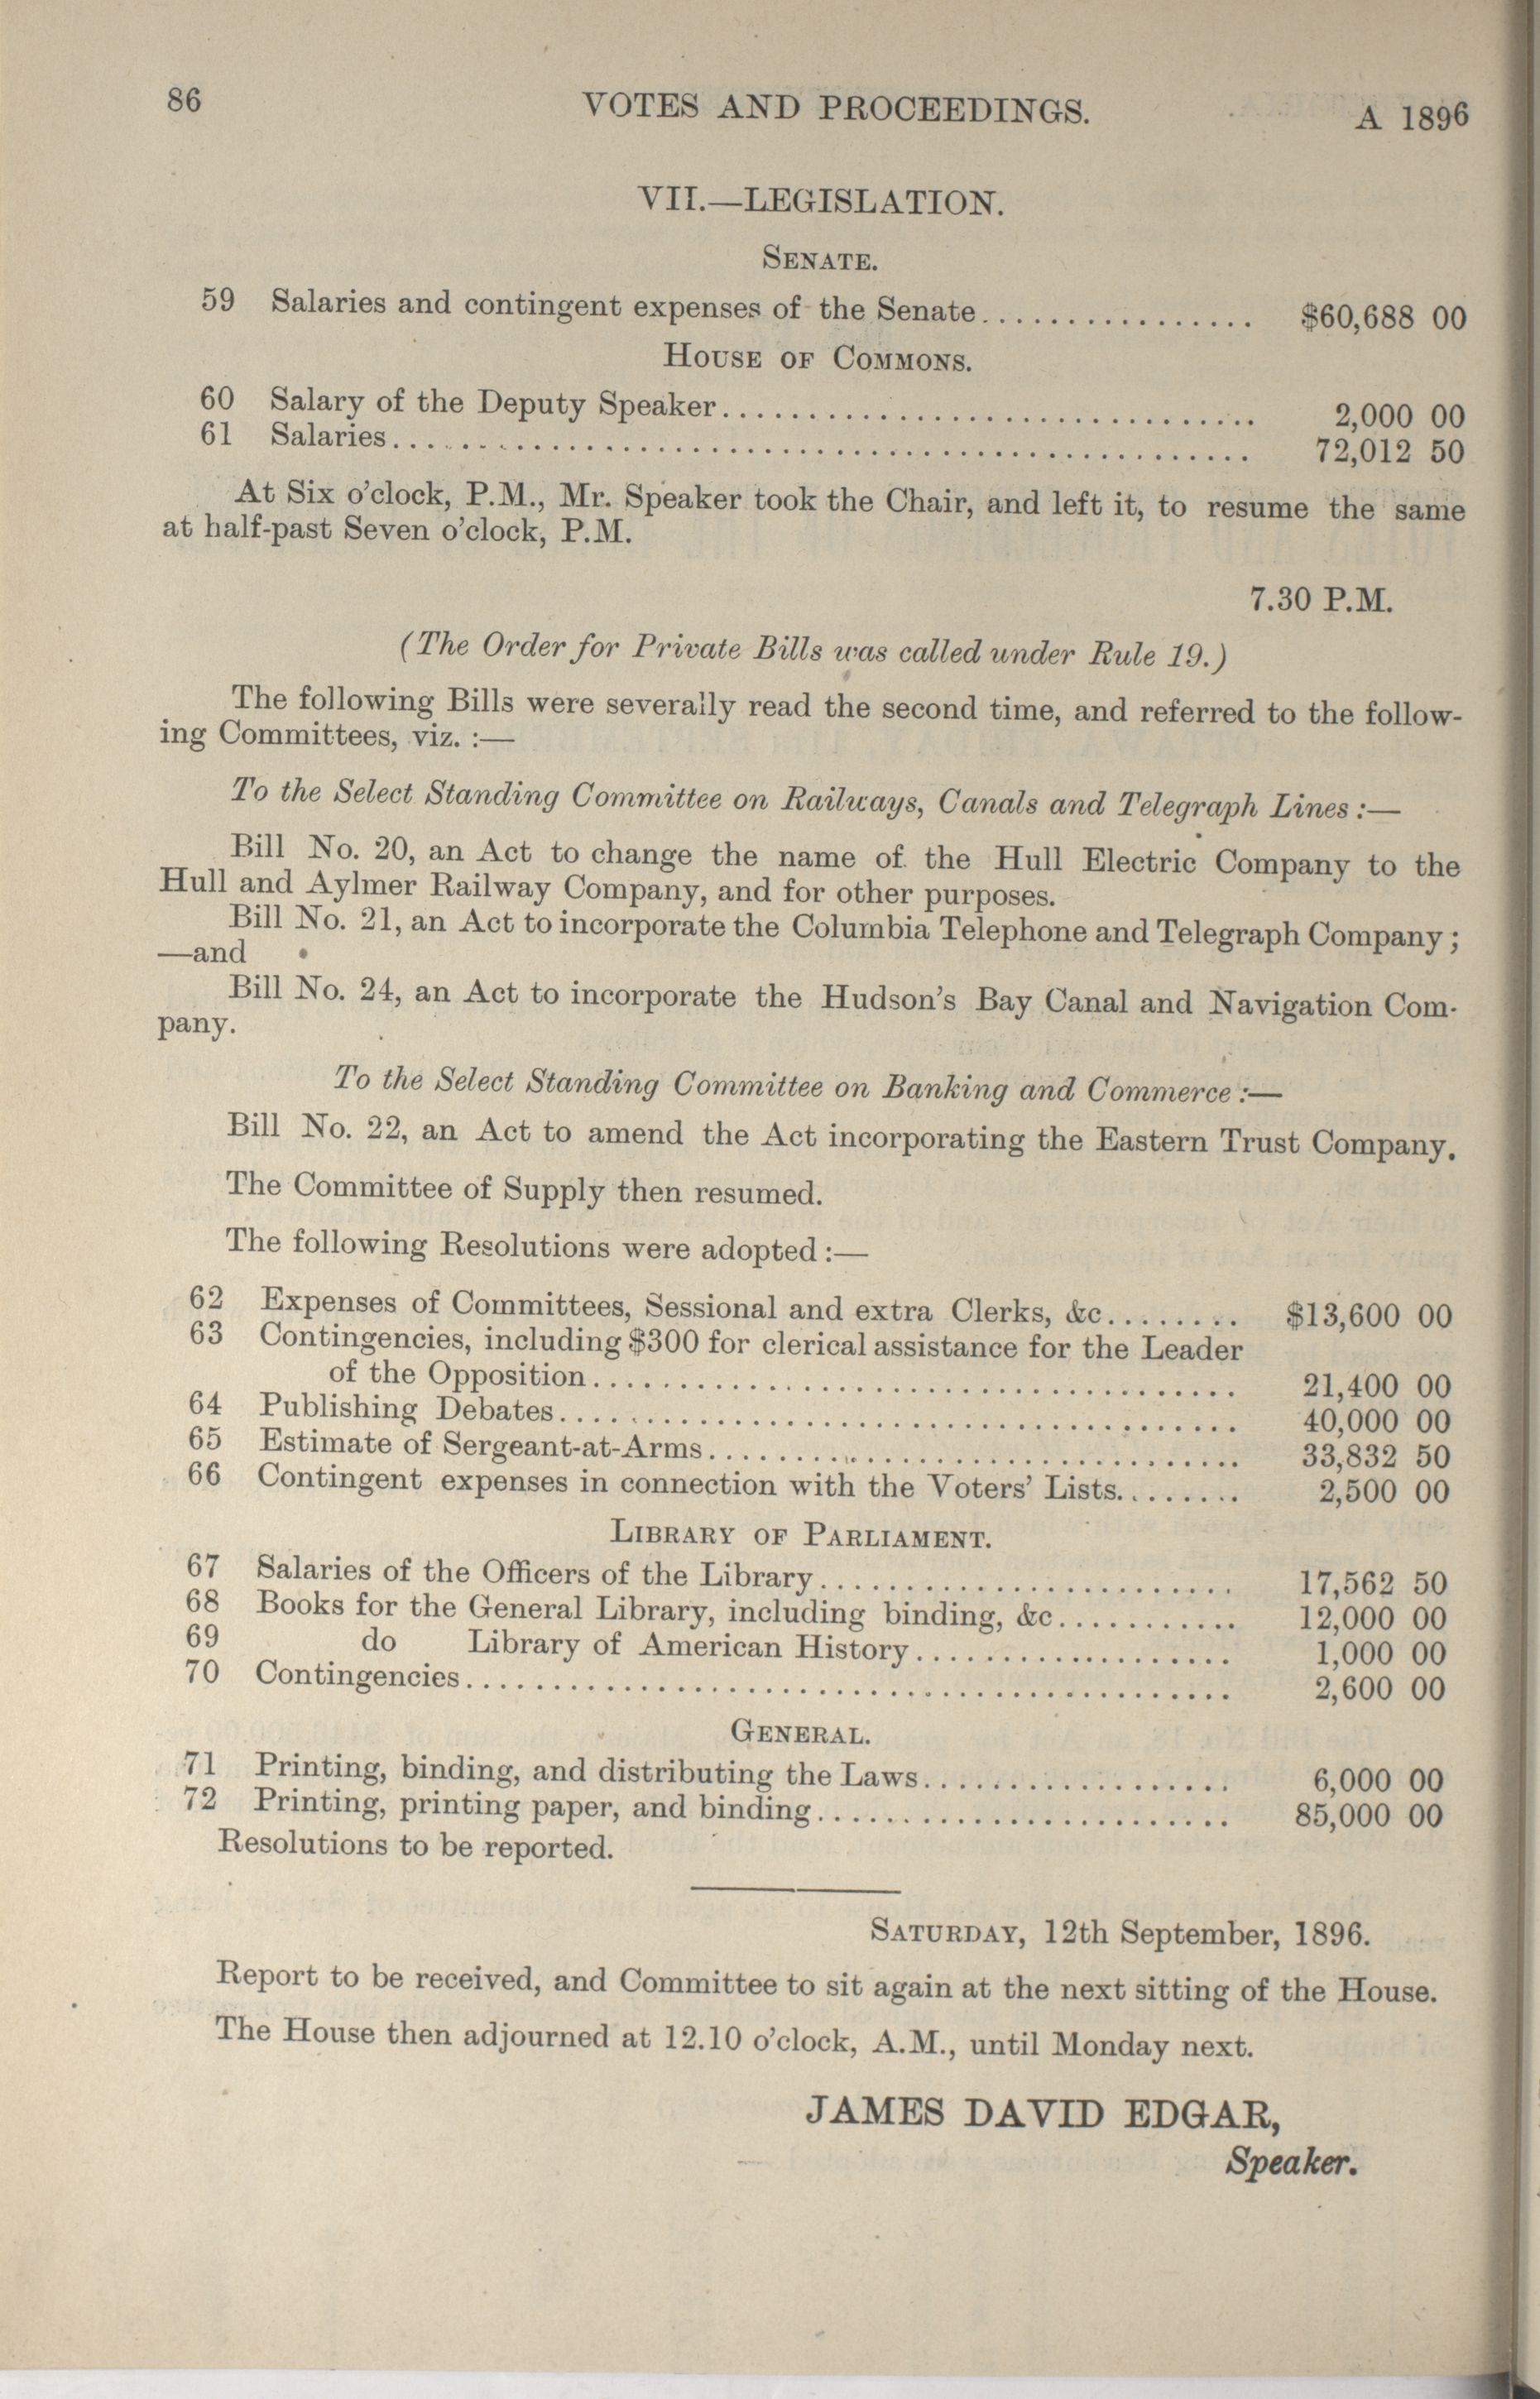 86 VOTES AND PROCEEDINGS. A 1896
VII.—LEGISLATION.
SENATE.
59 Salaries and contingent expenses of the Senate................ $60,688 00
HOUSE OF COMMONS.
60 Salary of the Deputy Speaker............................... 2,000 00
61 Salaries.................................................. 72,012 50
At Six o'clock, P.M., Mr. Speaker took the Chair, and left it, to resume the same
at half-past Seven o'clock, P.M.
7.30 P.M.
(The Order for Private Bills was called under Rule 19.)
The following Bills were severally read the second time, and referred to the follow-
ing Committees, viz. :—
To the Select Standing Committee on Railways, Canals and Telegraph Lines :—
Bill No. 20, an Act to change the name of the Hull Electric Company to the
Hull and Aylmer Railway Company, and for other purposes.
Bill No. 21, an Act to incorporate the Columbia Telephone and Telegraph Company ;
—and
Bill No. 24, an Act to incorporate the Hudson's Bay Canal and Navigation Com-
pany.
To the Select Standing Committee on Banking and Commerce :—
Bill No. 22, an Act to amend the Act incorporating the Eastern Trust Company.
The Committee of Supply then resumed.
The following Resolutions were adopted :—
62 Expenses of Committees, Sessional and extra Clerks, &c........ $13,600 00
63 Contingencies, including $300 for clerical assistance for the Leader
of the Opposition..................................... 21,400 00
64 Publishing Debates....................................... 40,000 00
65 Estimate of Sergeant-at-Arms............................... 33,832 50
66 Contingent expenses in connection with the Voters' Lists........ 2,500 00
LIBRARY OF PARLIAMENT.
67 Salaries of the Officers of the Library........................ 17,562 50
68 Books for the General Library, including binding, &c........... 12,000 00
69 do Library of American History................... 1,000 00
70 Contingencies............................................. 2,600 00
GENERAL.
71 Printing, binding, and distributing the Laws.................. 6,000 00
72 Printing, printing paper, and binding........................ 85,000 00
Resolutions to be reported.
SATURDAY, 12th September, 1896.
Report to be received, and Committee to sit again at the next sitting of the House.
The House then adjourned at 12.10 o'clock, A.M., until Monday next.
JAMES DAVID EDGAR,
Speaker.